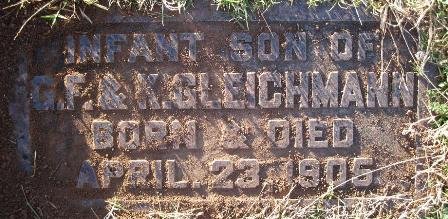 INFANT SON OF
G.F. & K. GLEICHMANN
BORN & DIED
APRIL. 23. 1905